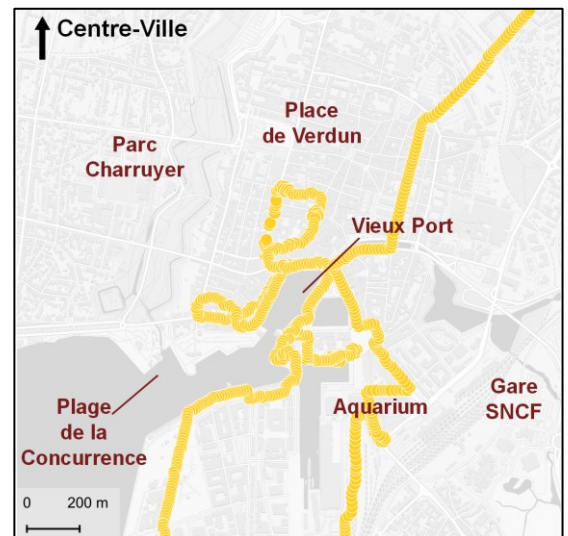 Centre-Ville
Place
de Verdun
Parc
Charruyer
Vieux Port
Plage
de la
Concurrence
Aquarium
Gare
SNCF
0 200 m